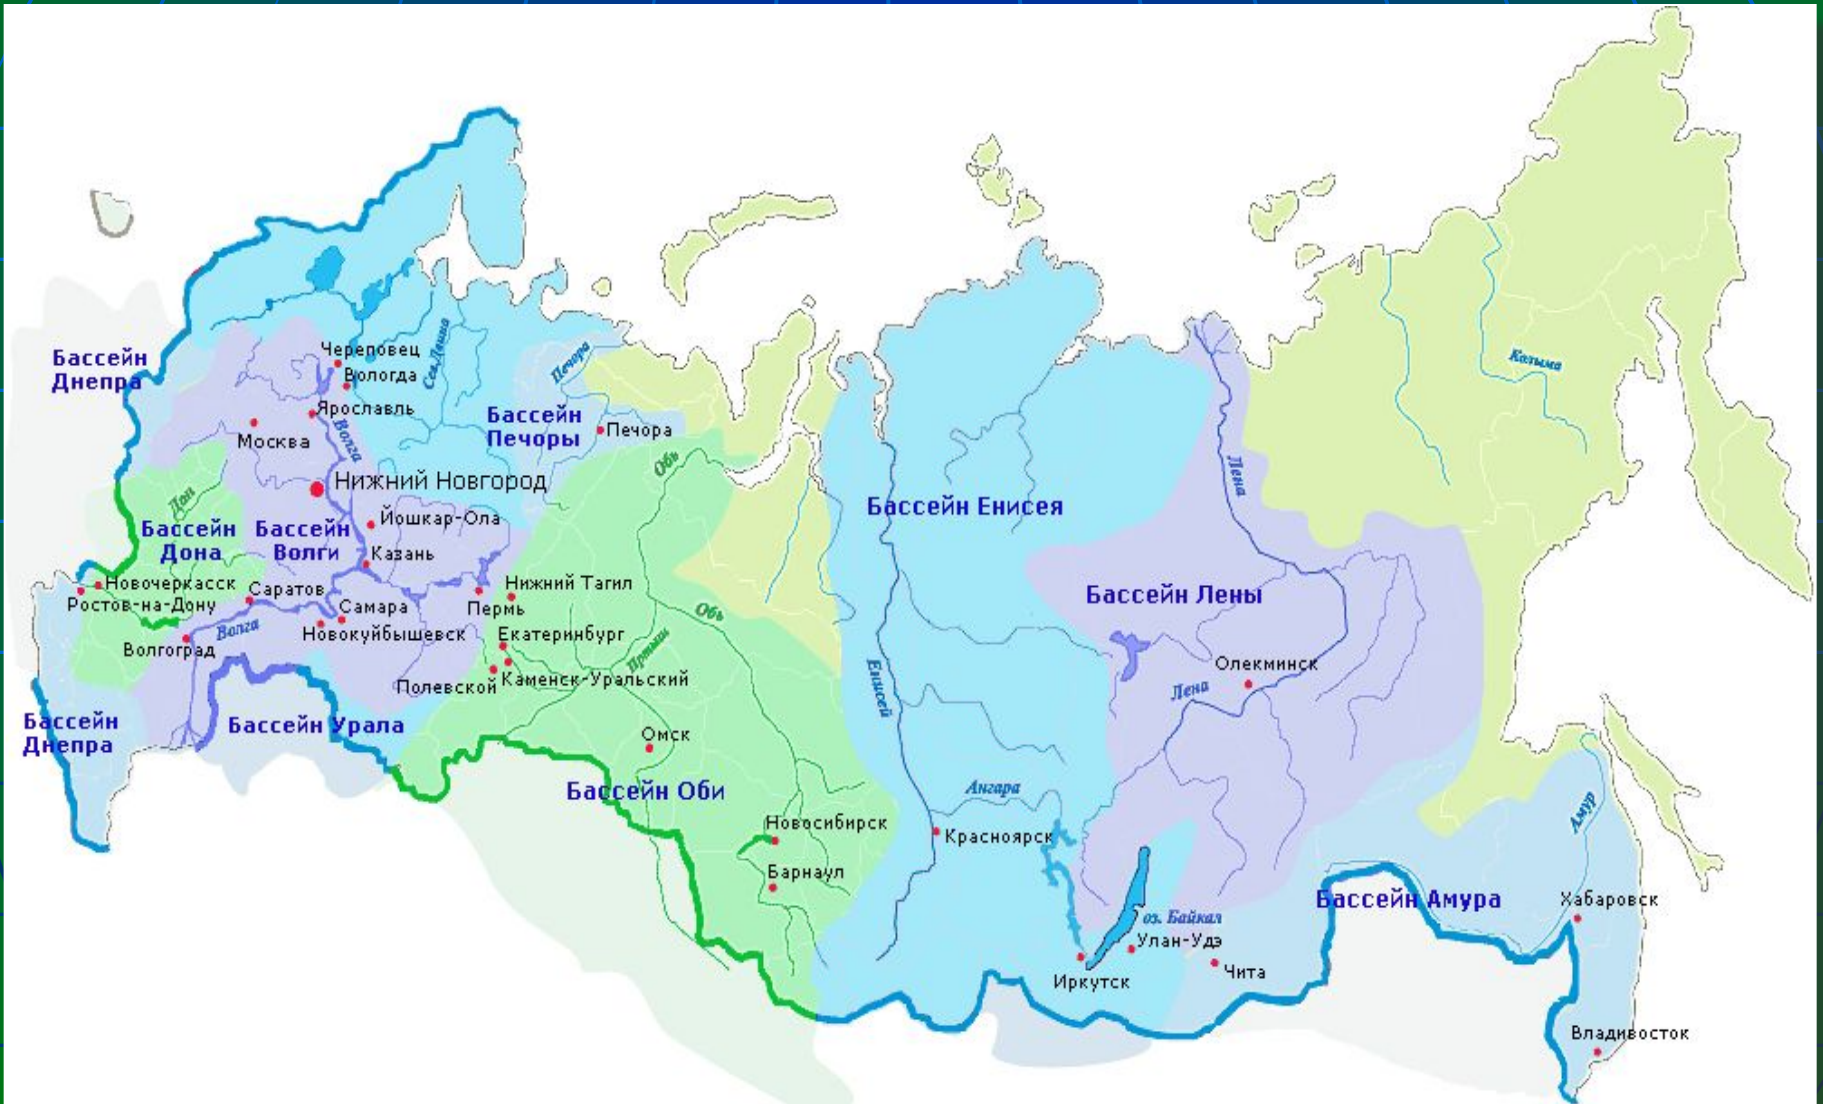 Бассейн
Днепра
Череповец
Вологда
Ярославль
Москва
Волга
Сев.Двина
Печора
Бассейн
Печоры
Печора
Нижний Новгород
Дон
Бассейн
Дона
Бассейн
Волги
Йошкар-Ола
Казань
Новочеркасск
Ростов-на-Дону
Саратов
Самара
Новокуйбышевск
Волга
Волгоград
Пермь
Нижний Тагил
Екатеринбург
Полевской
Каменск-Уральский
Обь
Обь
Иртыш
Бассейн
Днепра
Бассейн Урала
Омск
Бассейн Оби
Новосибирск
Барнаул
Бассейн Енисея
Енисей
Ангара
Красноярск
Лена
Бассейн Лены
Олекминск
Лена
Колыма
оз. Байкал
Улан-Удэ
Иркутск
Чита
Бассейн Амура
Амур
Хабаровск
Владивосток